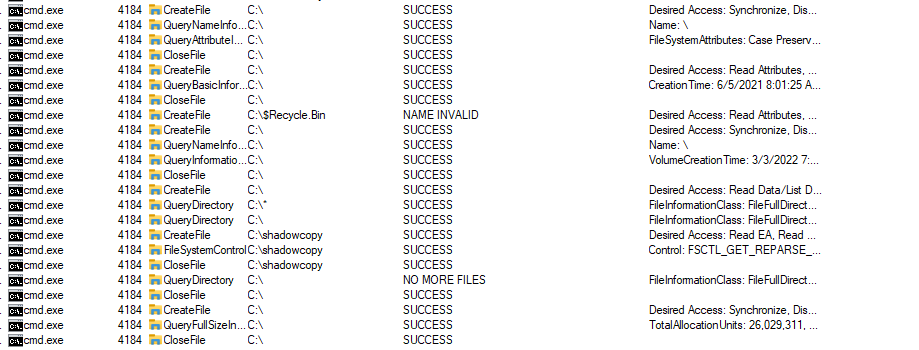 cmd.exe 4184 CreateFile C:\ SUCCESS Desired Access: Synchronize, Dis...
cmd.exe 4184 QueryNameInfo... C:\ SUCCESS Name: \
cmd.exe 4184 QueryAttributeI... C:\ SUCCESS FileSystemAttributes: Case Preserv...
cmd.exe 4184 CloseFile C:\ SUCCESS
cmd.exe 4184 CreateFile C:\ SUCCESS Desired Access: Read Attributes, ...
cmd.exe 4184 QueryBasicInfor... C:\ SUCCESS CreationTime: 6/5/2021 8:01:25 A...
cmd.exe 4184 CloseFile C:\ SUCCESS
cmd.exe 4184 CreateFile C:\$Recycle.Bin NAME INVALID Desired Access: Read Attributes, ...
cmd.exe 4184 CreateFile C:\ SUCCESS Desired Access: Synchronize, Dis...
cmd.exe 4184 QueryNameInfo... C:\ SUCCESS Name: \
cmd.exe 4184 QueryInformatio... C:\ SUCCESS VolumeCreationTime: 3/3/2022 7:...
cmd.exe 4184 CloseFile C:\ SUCCESS
cmd.exe 4184 CreateFile C:\ SUCCESS Desired Access: Read Data/List D...
cmd.exe 4184 QueryDirectory C:\* SUCCESS FileInformationClass: FileFullDirect...
cmd.exe 4184 QueryDirectory C:\ SUCCESS FileInformationClass: FileFullDirect...
cmd.exe 4184 CreateFile C:\shadowcopy SUCCESS Desired Access: Read EA, Read ...
cmd.exe 4184 FileSystemControl C:\shadowcopy SUCCESS Control: FSCTL_GET_REPARSE_...
cmd.exe 4184 CloseFile C:\shadowcopy SUCCESS
cmd.exe 4184 QueryDirectory C:\ NO MORE FILES FileInformationClass: FileFullDirect...
cmd.exe 4184 CloseFile C:\ SUCCESS
cmd.exe 4184 CreateFile C:\ SUCCESS Desired Access: Synchronize, Dis...
cmd.exe 4184 QueryFullSizeIn... C:\ SUCCESS TotalAllocationUnits: 26,029,311, ...
cmd.exe 4184 CloseFile C:\ SUCCESS